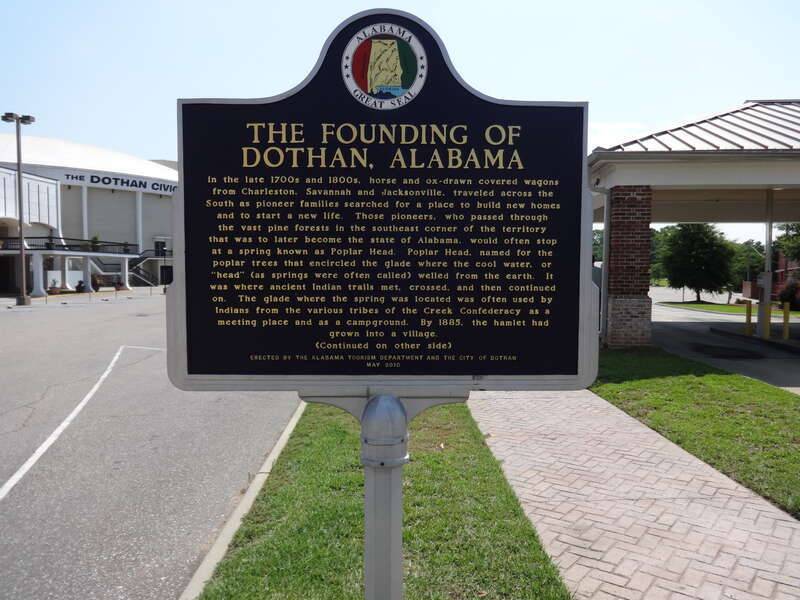 ALABAMA
GREAT SEAL
THE FOUNDING OF
DOTHAN, ALABAMA
In the late 1700s and 1800s, horse and ox-drawn covered wagons
from Charleston, Savannah and Jacksonville, traveled across the
South as pioneer families searched for a place to build new homes
and to start a new life. Those pioneers, who passed through
the vast pine forests in the southeast corner of the territory
that was to later become the state of Alabama, would often stop
at a spring known as Poplar Head. Poplar Head, named for the
poplar trees that encircled the glade where the cool water, or
"head" (as springs were often called) welled from the earth. It
was where ancient Indian trails met, crossed, and then continued
on. The glade where the spring was located was often used by
Indians from the various tribes of the Creek Confederacy as a
meeting place and as a campground. By 1885, the hamlet had
grown into a village.
(Continued on other side)
ERECTED BY THE ALABAMA TOURISM DEPARTMENT AND THE CITY OF DOTHAN
MAY 2010
THE DOTHAN CIVIC